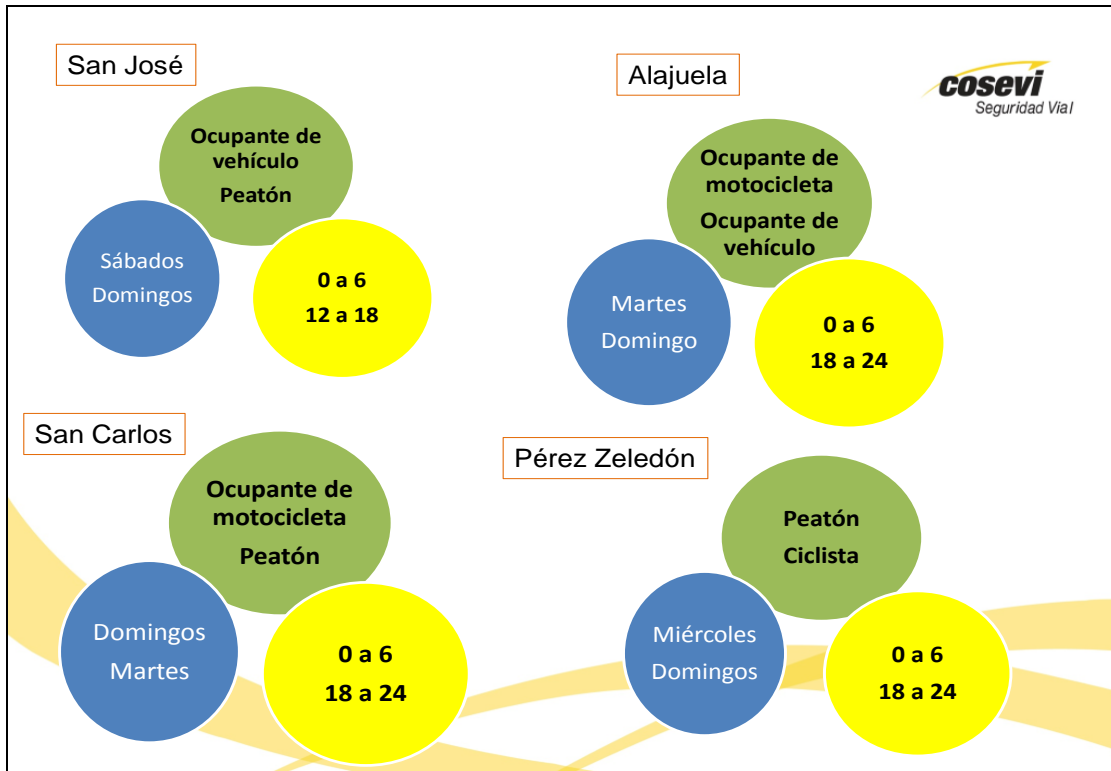 San José
Ocupante de
vehículo
Peatón
Sábados
Domingos
0 a 6
12 a 18
Alajuela
cosevi
Seguridad Vial
Ocupante de
motocicleta
Ocupante de
vehículo
Martes
Domingo
0 a 6
18 a 24
San Carlos
Ocupante de
motocicleta
Peatón
Domingos
Martes
0 a 6
18 a 24
Pérez Zeledón
Peatón
Ciclista
Miércoles
Domingos
0 a 6
18 a 24